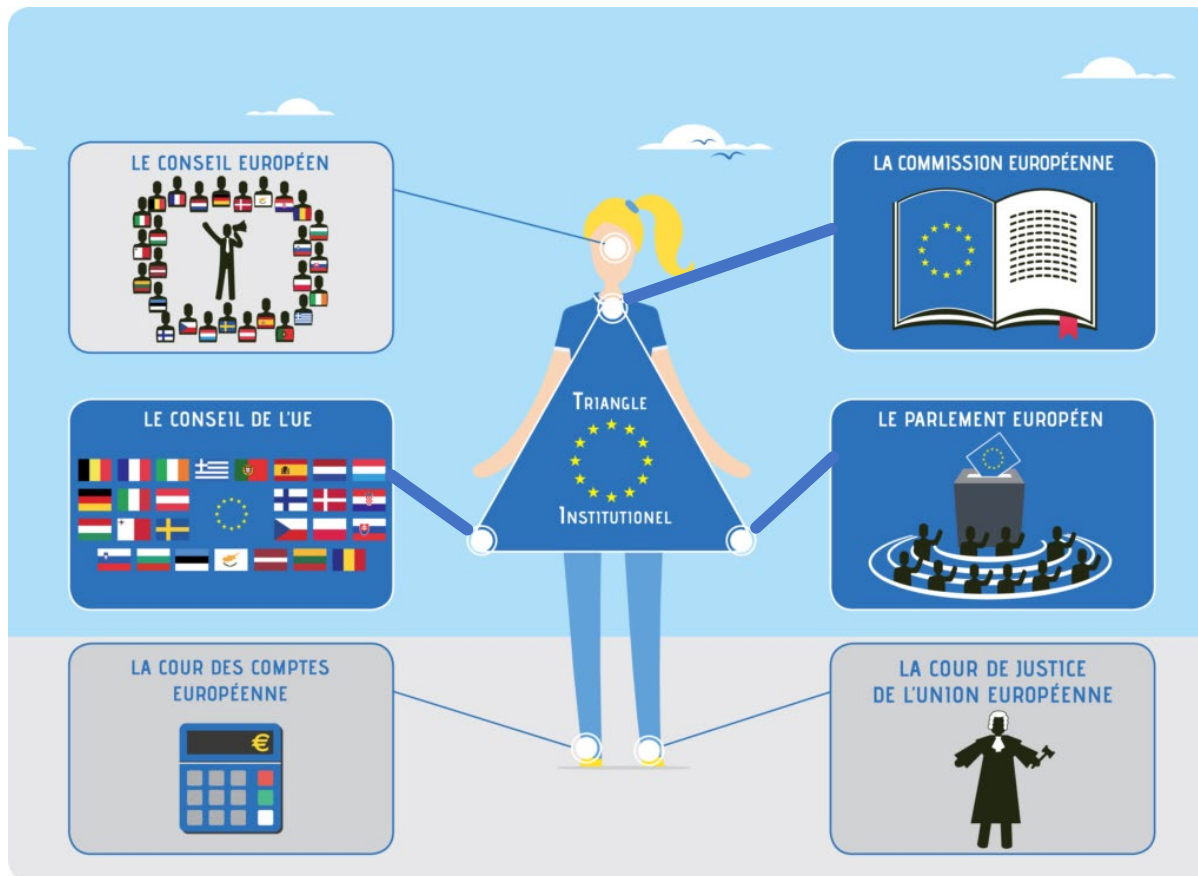 LE CONSEIL EUROPÉEN
LA COMMISSION EUROPÉENNE
LE CONSEIL DE L'UE
TRIANGLE
INSTITUTIONEL
LE PARLEMENT EUROPÉEN
LA COUR DES COMPTES
EUROPÉENNE
€
LA COUR DE JUSTICE
DE L'UNION EUROPÉENNE